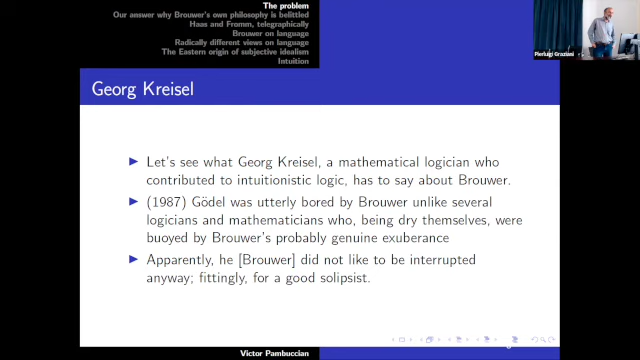 The problem
Our answer why Brouwer's own philosophy is belittled
Haas and Fromm, telegraphically
Brouwer on language
Radically different views on language
The Eastern origin of subjective idealism
Intuition
Pierluigi Graziani
Georg Kreisel
Let's see what Georg Kreisel, a mathematical logician who
contributed to intuitionistic logic, has to say about Brouwer.
(1987) Gödel was utterly bored by Brouwer unlike several
logicians and mathematicians who, being dry themselves, were
buoyed by Brouwer's probably genuine exuberance
Apparently, he [Brouwer] did not like to be interrupted
anyway; fittingly, for a good solipsist.
Victor Pambuccian